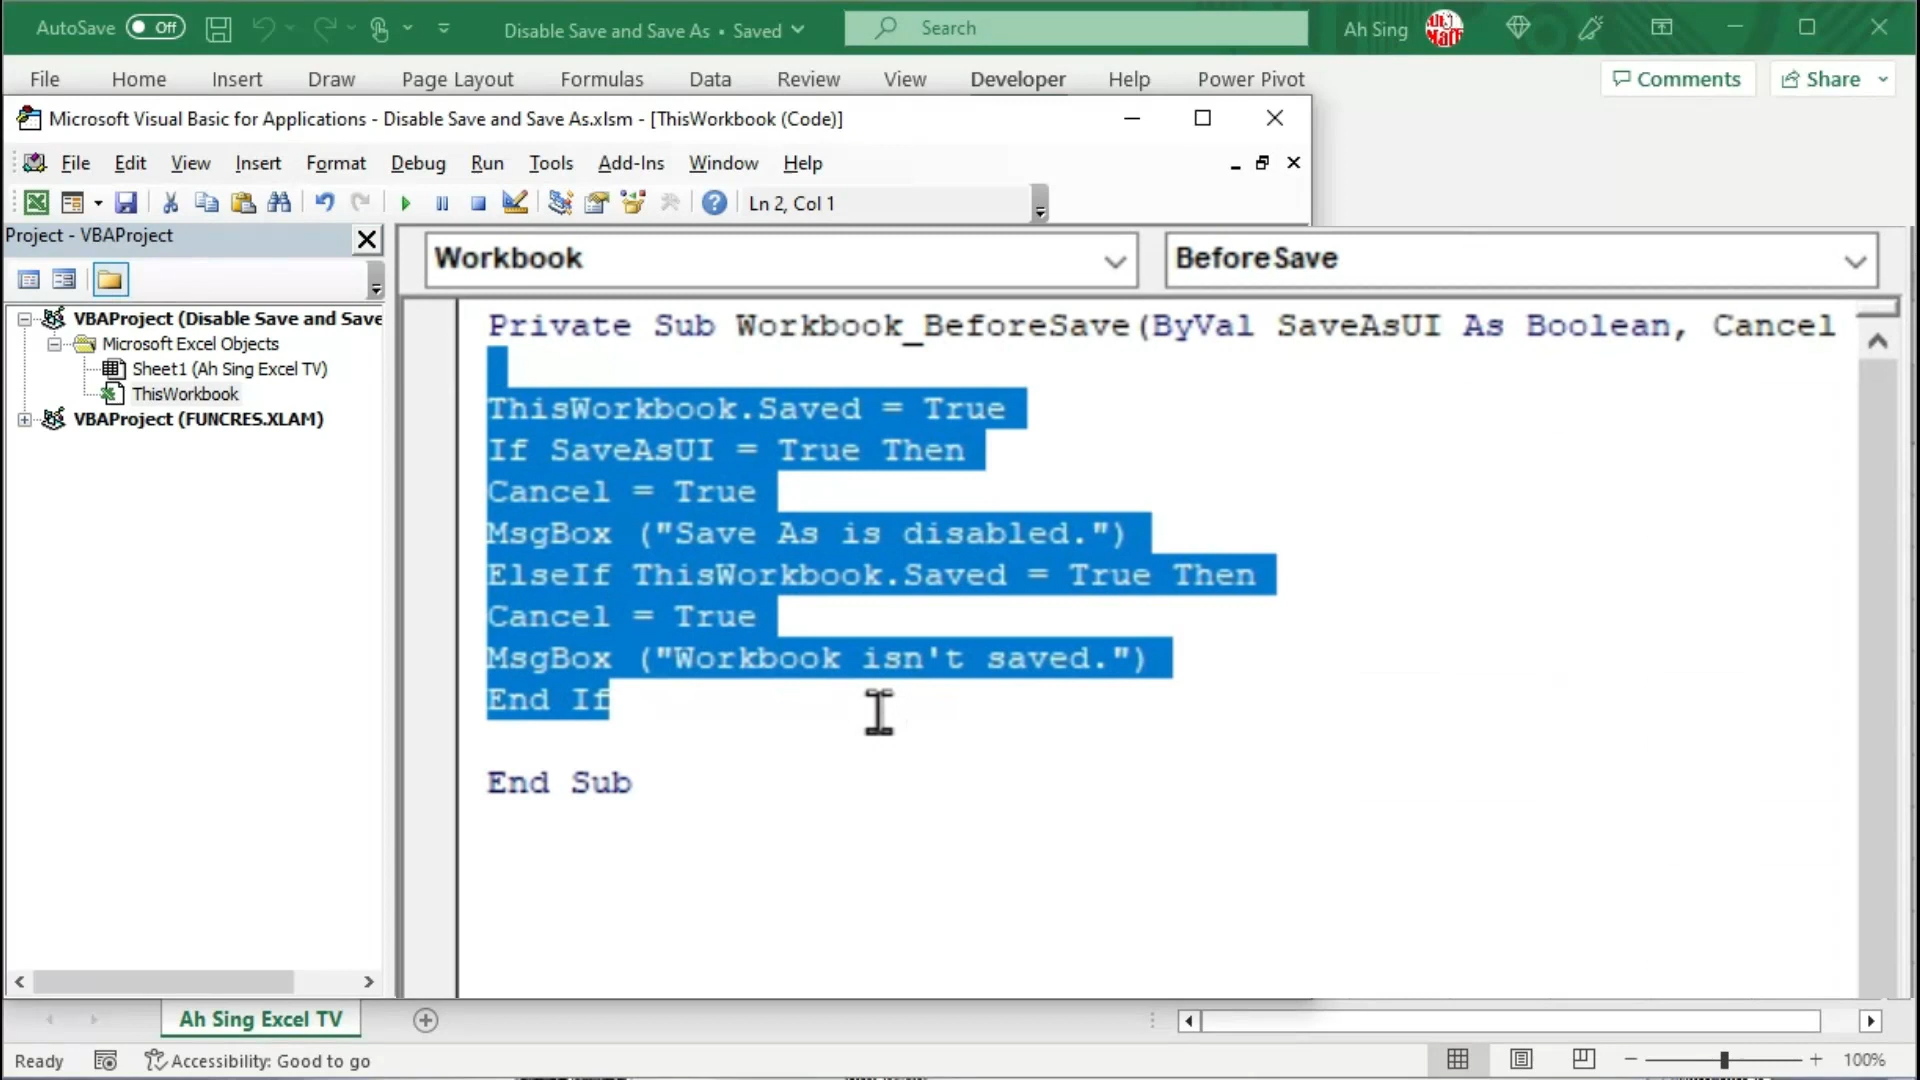 AutoSave Off Disable Save and Save As • Saved Search Ah Sing
File Home Insert Draw Page Layout Formulas Data Review View Developer Help Power Pivot Comments Share
Microsoft Visual Basic for Applications - Disable Save and Save As.xlsm - [ThisWorkbook (Code)]
File Edit View Insert Format Debug Run Tools Add-Ins Window Help
Ln 2, Col 1
Project - VBAProject
VBAProject (Disable Save and Save
Microsoft Excel Objects
Sheet1 (Ah Sing Excel TV)
ThisWorkbook
VBAProject (FUNCRES.XLAM)
Workbook BeforeSave
Private Sub Workbook_BeforeSave(ByVal SaveAsUI As Boolean, Cancel
ThisWorkbook.Saved = True
If SaveAsUI = True Then
Cancel = True
MsgBox ("Save As is disabled.")
ElseIf ThisWorkbook.Saved = True Then
Cancel = True
MsgBox ("Workbook isn't saved.")
End If
End Sub
Ah Sing Excel TV
Ready Accessibility: Good to go 100%